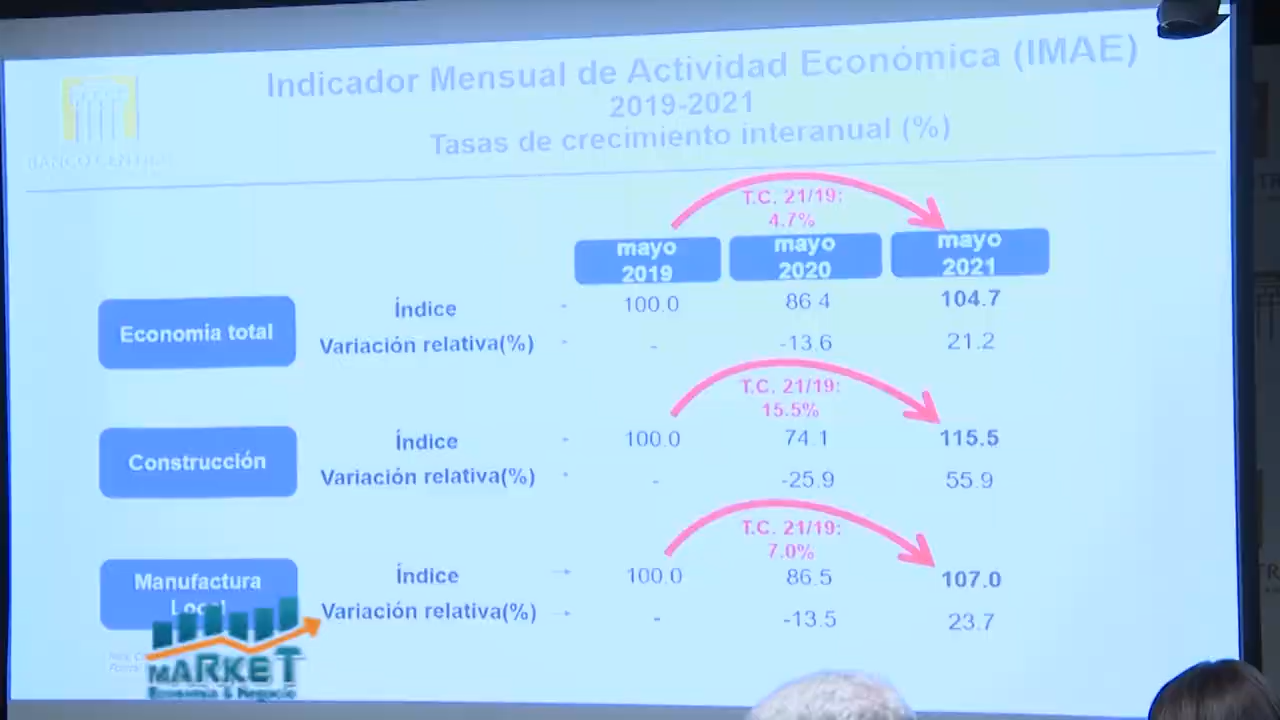 Indicador Mensual de Actividad Económica (IMAE)
2019-2021
Tasas de crecimiento interanual (%)
BANCO CENTRAL
T.C. 21/19:
4.7%
mayo 2019
mayo 2020
mayo 2021
Economía total
Índice - 100.0 86.4 104.7
Variación relativa(%) - - -13.6 21.2
T.C. 21/19:
15.5%
Construcción
Índice - 100.0 74.1 115.5
Variación relativa(%) - - -25.9 55.9
T.C. 21/19:
7.0%
Manufactura
Local
Índice → 100.0 86.5 107.0
Variación relativa(%) → - -13.5 23.7
MARKET
Economía & Negocio